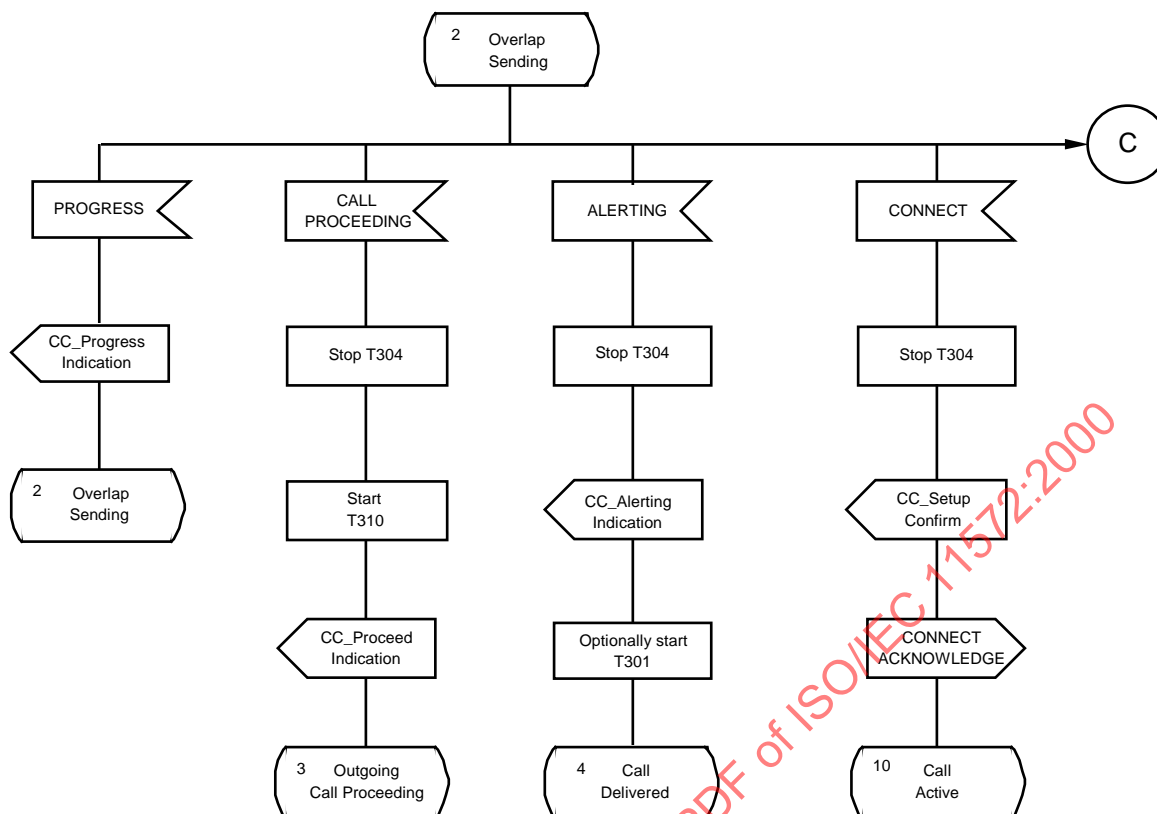 2 Overlap
Sending
C
PROGRESS
CALL
PROCEEDING
ALERTING
CONNECT
CC_Progress
Indication
Stop T304
Stop T304
Stop T304
2 Overlap
Sending
Start
T310
CC_Alerting
Indication
CC_Setup
Confirm
CC_Proceed
Indication
Optionally start
T301
CONNECT
ACKNOWLEDGE
3 Outgoing
Call Proceeding
4 Call
Delivered
10 Call
Active
PDF of ISO/IEC 11572:2000